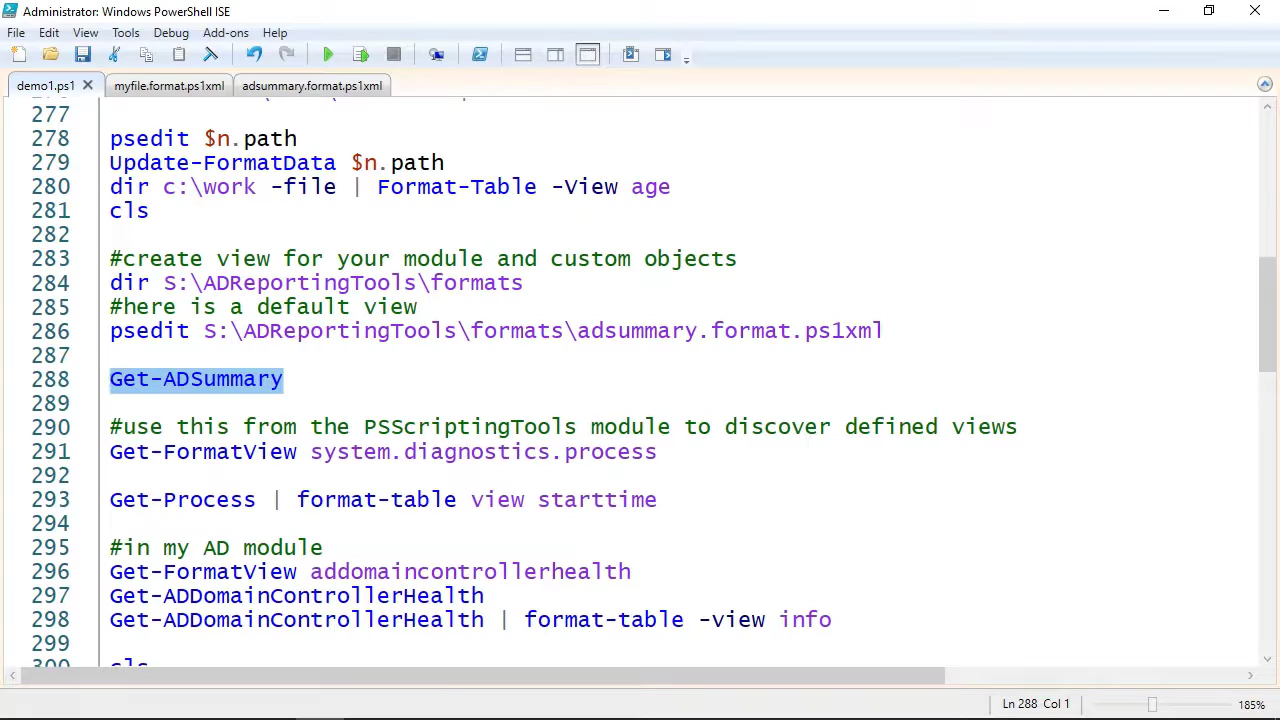 Administrator: Windows PowerShell ISE
File Edit View Tools Debug Add-ons Help
demo1.ps1 myfile.format.ps1xml adsummary.format.ps1xml
277
278 psedit $n.path
279 Update-FormatData $n.path
280 dir c:\work -file | Format-Table -View age
281 cls
282
283 #create view for your module and custom objects
284 dir S:\ADReportingTools\formats
285 #here is a default view
286 psedit S:\ADReportingTools\formats\adsummary.format.ps1xml
287
288 Get-ADSummary
289
290 #use this from the PSScriptingTools module to discover defined views
291 Get-FormatView system.diagnostics.process
292
293 Get-Process | format-table view starttime
294
295 #in my AD module
296 Get-FormatView addomaincontrollerhealth
297 Get-ADDomainControllerHealth
298 Get-ADDomainControllerHealth | format-table -view info
299
300 cls
Ln 288 Col 1 185%